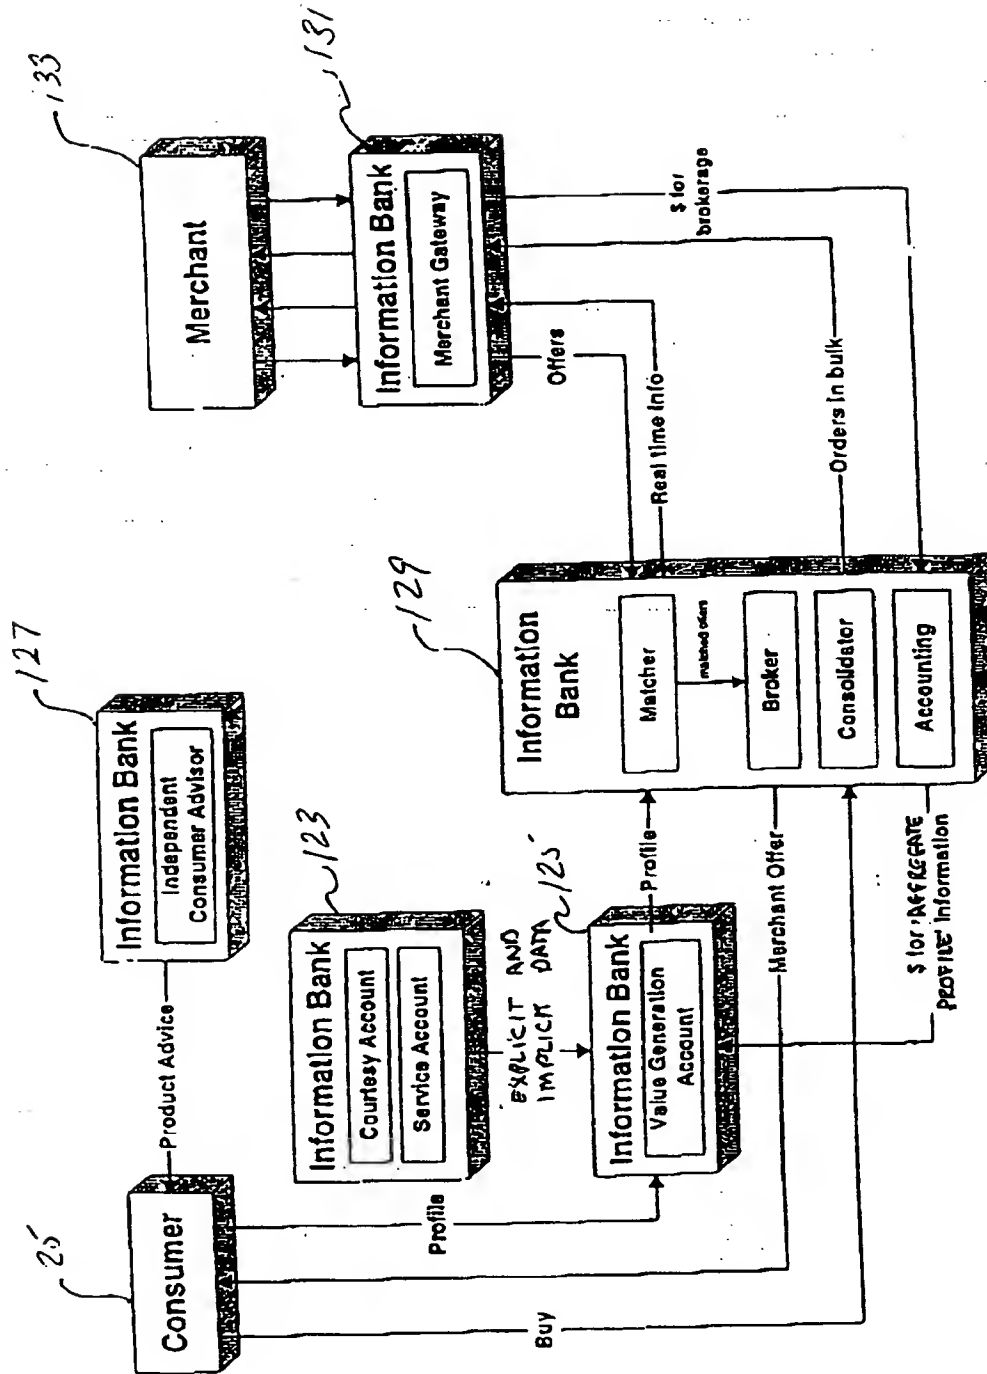 25
Consumer
Product Advice
127
Information Bank
Independent
Consumer Advisor
133
Merchant
131
Information Bank
Merchant Gateway
123
Information Bank
Courtesy Account
Service Account
EXPLICIT AND
IMPLICIT DATA
125
Information Bank
Value Generation
Account
Profile
Profile
129
Information
Bank
Matcher
matched offers
Broker
Consolidator
Accounting
Offers
Real time Info
Orders in bulk
$ for
brokerage
Merchant Offer
Buy
$ for 'AGGREGATE
PROFILE' Information